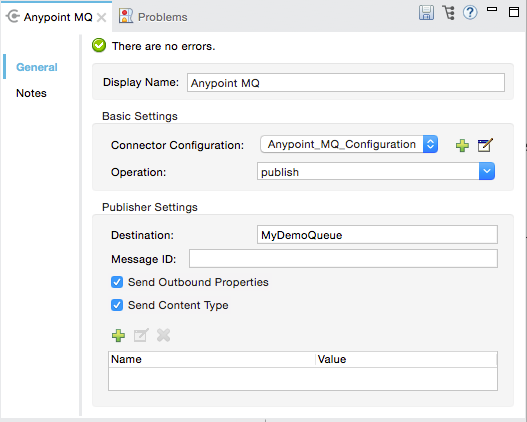 Anypoint MQ Problems
There are no errors.
General
Notes
Display Name: Anypoint MQ
Basic Settings
Connector Configuration: Anypoint_MQ_Configuration
Operation: publish
Publisher Settings
Destination: MyDemoQueue
Message ID:
Send Outbound Properties
Send Content Type
Name Value